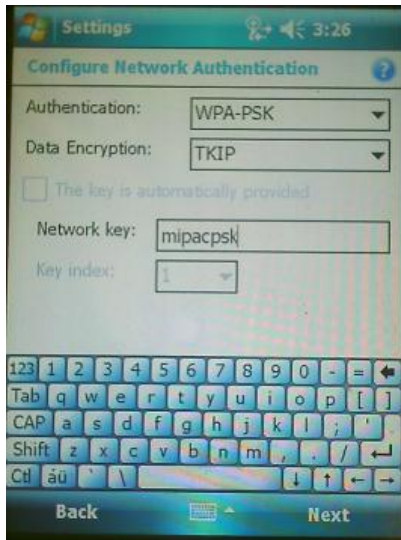 Settings 3:26
Configure Network Authentication ?
Authentication: WPA-PSK
Data Encryption: TKIP
The key is automatically provided
Network key: mipacpsk
Key index: 1
123 1 2 3 4 5 6 7 8 9 0 - =
Tab q w e r t y u i o p [ ]
CAP a s d f g h j k l ; '
Shift z x c v b n m , . /
Ctl áü ` \
Back Next